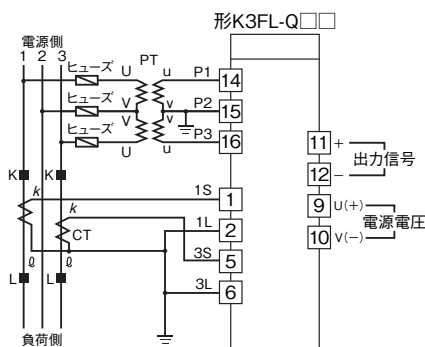 形K3FL-Q□□
電源側
1 2 3
ヒューズ
PT
U
u
P1
14
ヒューズ
V
v
P2
15
V
v
ヒューズ
U
u
P3
16
11
+
出力信号
12
-
K
K
k
1S
1
9
U(+)
電源電圧
10
V(-)
k
1L
2
CT
3S
5
ℓ
ℓ
L
L
3L
6
負荷側